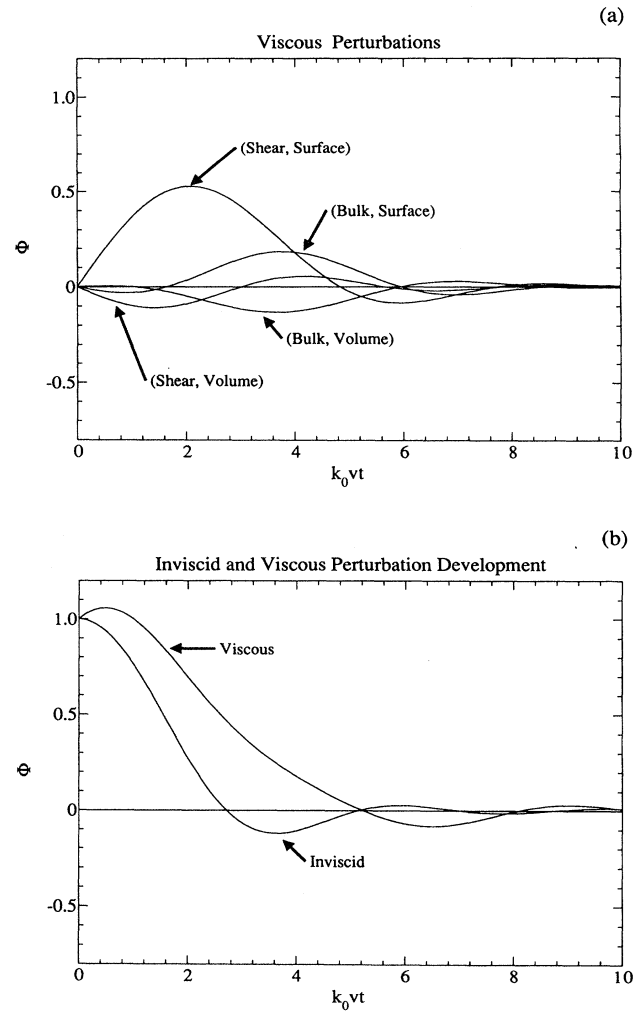 (a)
Viscous Perturbations
1.0
(Shear, Surface)
0.5
(Bulk, Surface)
Φ
0
(Bulk, Volume)
(Shear, Volume)
-0.5
0 2 4 6 8 10
k₀vt
(b)
Inviscid and Viscous Perturbation Development
1.0
Viscous
0.5
Φ
0
Inviscid
-0.5
0 2 4 6 8 10
k₀vt